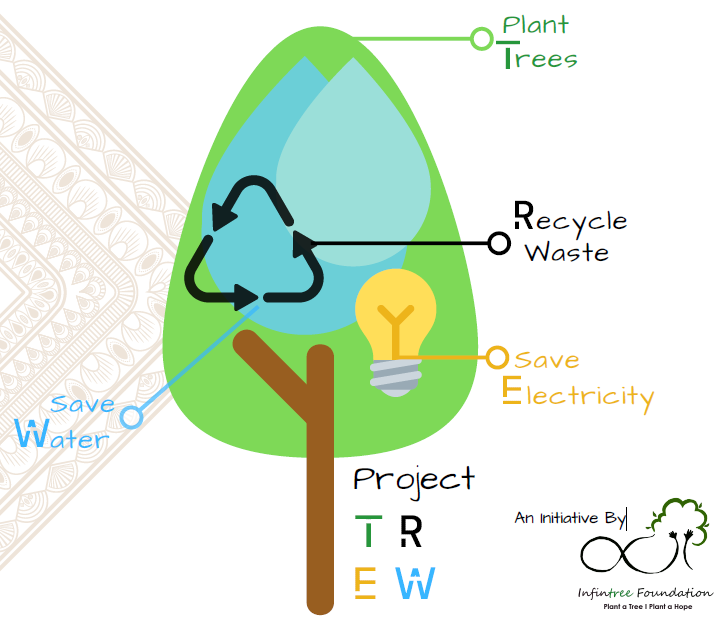 Plant
Trees
Recycle
Waste
Save
Electricity
Save
Water
Project
T R
E W
An Initiative By
Infintree Foundation
Plant a Tree I Plant a Hope